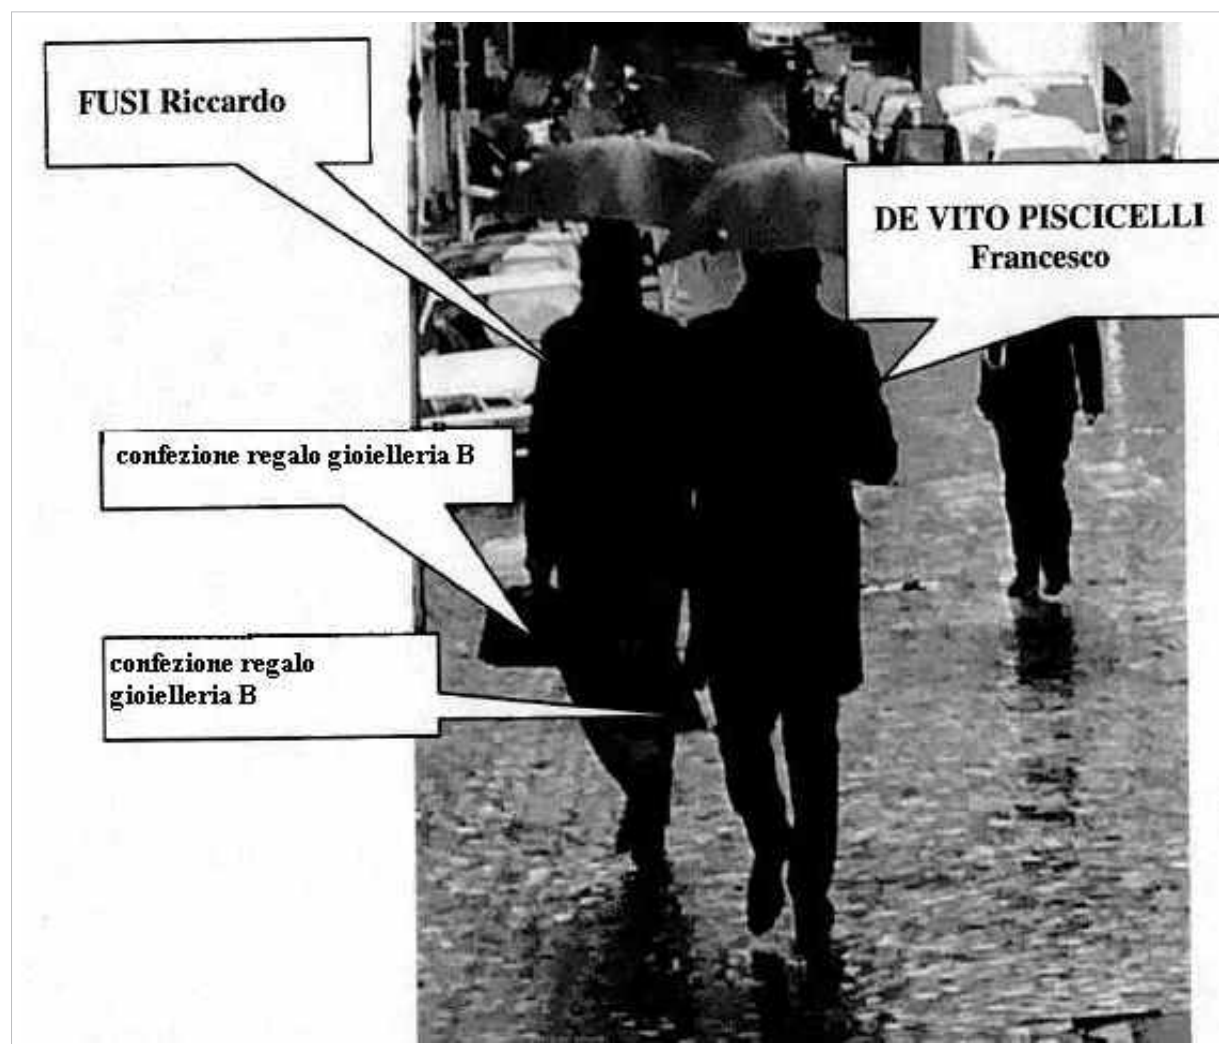 FUSI Riccardo
DE VITO PISCICELLI
Francesco
confezione regalo gioielleria B
confezione regalo
gioielleria B